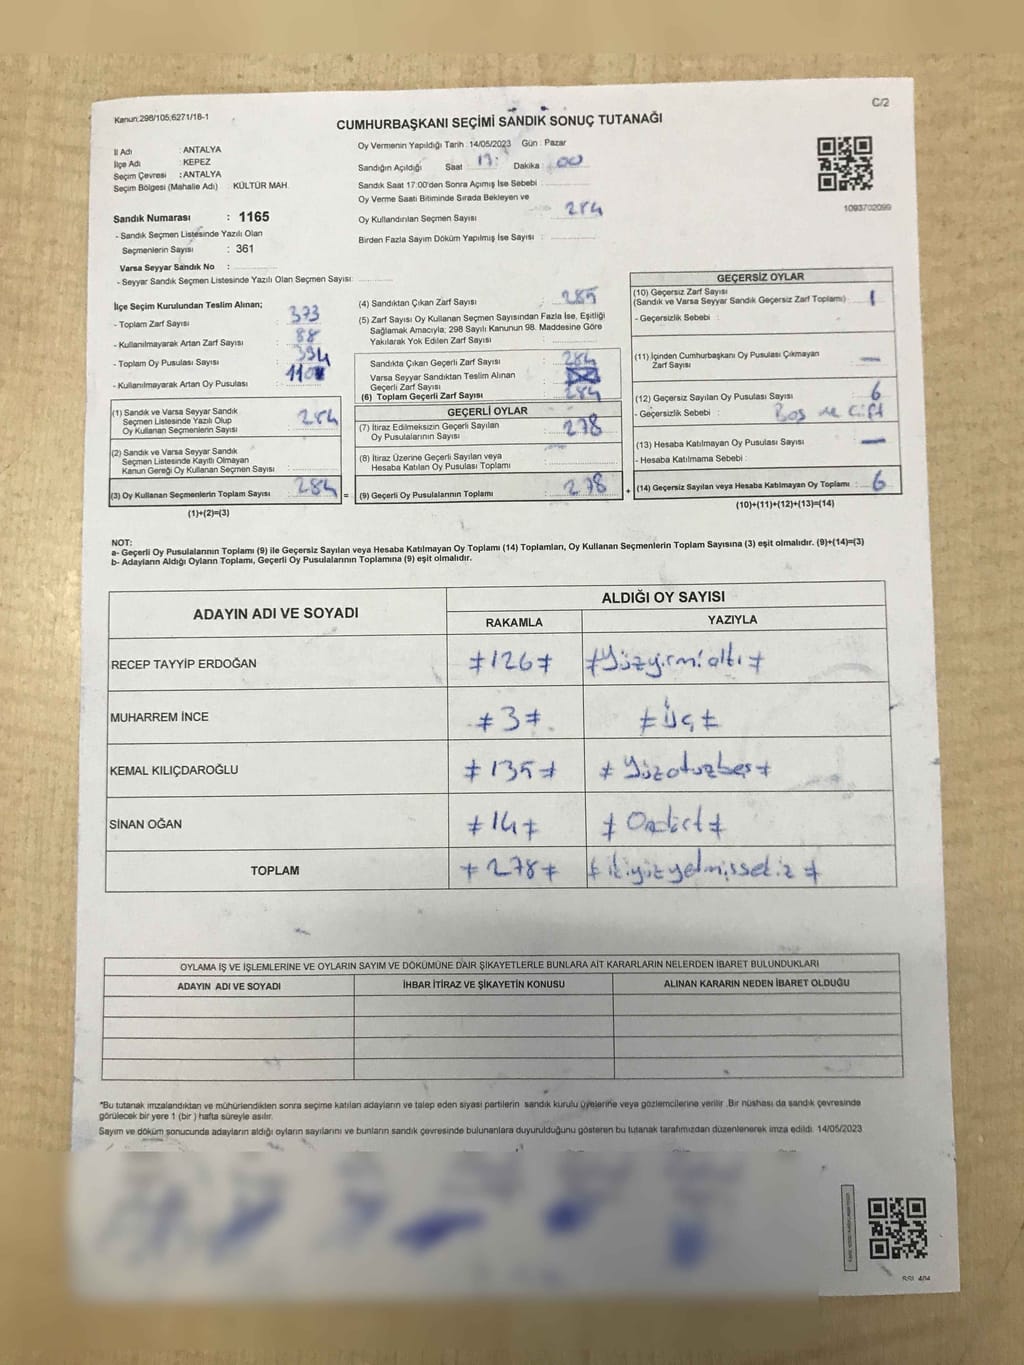 C/2
Kanun:298/105,6271/18-1
CUMHURBAŞKANI SEÇİMİ SANDIK SONUÇ TUTANAĞI
İl Adı : ANTALYA
İlçe Adı : KEPEZ
Seçim Çevresi : ANTALYA
Seçim Bölgesi (Mahalle Adı) : KÜLTÜR MAH.
Sandık Numarası : 1165
- Sandık Seçmen Listesinde Yazılı Olan
Seçmenlerin Sayısı : 361
Varsa Seyyar Sandık No :
- Seyyar Sandık Seçmen Listesinde Yazılı Olan Seçmen Sayısı:
Oy Vermenin Yapıldığı Tarih : 14/05/2023 Gün : Pazar
Sandığın Açıldığı Saat 17: Dakika : 00
Sandık Saat 17:00'den Sonra Açımış İse Sebebi :
Oy Verme Saati Bitiminde Sırada Bekleyen ve
Oy Kullandırılan Seçmen Sayısı 284
Birden Fazla Sayım Döküm Yapılmış İse Sayısı :
1093702099
İlçe Seçim Kurulundan Teslim Alınan;
- Toplam Zarf Sayısı : 373
- Kullanılmayarak Artan Zarf Sayısı : 88
- Toplam Oy Pusulası Sayısı : 394
- Kullanılmayarak Artan Oy Pusulası : 110
(1) Sandık ve Varsa Seyyar Sandık
Seçmen Listesinde Yazılı Olup
Oy Kullanan Seçmenlerin Sayısı : 284
(2) Sandık ve Varsa Seyyar Sandık
Seçmen Listesinde Kayıtlı Olmayan
Kanun Gereği Oy Kullanan Seçmen Sayısı :
(3) Oy Kullanan Seçmenlerin Toplam Sayısı : 284 =
(1)+(2)=(3)
(4) Sandıktan Çıkan Zarf Sayısı : 285
(5) Zarf Sayısı Oy Kullanan Seçmen Sayısından Fazla İse, Eşitliği
Sağlamak Amacıyla; 298 Sayılı Kanunun 98. Maddesine Göre
Yakılarak Yok Edilen Zarf Sayısı :
Sandıkta Çıkan Geçerli Zarf Sayısı : 284
Varsa Seyyar Sandıktan Teslim Alınan
Geçerli Zarf Sayısı :
(6) Toplam Geçerli Zarf Sayısı : 284
GEÇERLİ OYLAR
(7) İtiraz Edilmeksizin Geçerli Sayılan
Oy Pusulalarının Sayısı : 278
(8) İtiraz Üzerine Geçerli Sayılan veya
Hesaba Katılan Oy Pusulası Toplamı :
(9) Geçerli Oy Pusulalarının Toplamı : 278 +
GEÇERSİZ OYLAR
(10) Geçersiz Zarf Sayısı
(Sandık ve Varsa Seyyar Sandık Geçersiz Zarf Toplamı) : 1
- Geçersizlik Sebebi :
(11) İçinden Cumhurbaşkanı Oy Pusulası Çıkmayan
Zarf Sayısı : —
(12) Geçersiz Sayılan Oy Pusulası Sayısı : 6
- Geçersizlik Sebebi : Boş ve Çift
(13) Hesaba Katılmayan Oy Pusulası Sayısı : —
- Hesaba Katılmama Sebebi :
(14) Geçersiz Sayılan veya Hesaba Katılmayan Oy Toplamı : 6
(10)+(11)+(12)+(13)=(14)
NOT:
a- Geçerli Oy Pusulalarının Toplamı (9) ile Geçersiz Sayılan veya Hesaba Katılmayan Oy Toplamı (14) Toplamları, Oy Kullanan Seçmenlerin Toplam Sayısına (3) eşit olmalıdır. (9)+(14)=(3)
b- Adayların Aldığı Oyların Toplamı, Geçerli Oy Pusulalarının Toplamına (9) eşit olmalıdır.
ADAYIN ADI VE SOYADI ALDIĞI OY SAYISI
RAKAMLA YAZIYLA
RECEP TAYYİP ERDOĞAN ≠126≠ ≠Yüzyirmialtı≠
MUHARREM İNCE ≠3≠ ≠Üç≠
KEMAL KILIÇDAROĞLU ≠135≠ ≠Yüzotuzbeş≠
SİNAN OĞAN ≠14≠ ≠Ondört≠
TOPLAM ≠278≠ ≠ikiyüzyetmişsekiz≠
OYLAMA İŞ VE İŞLEMLERİNE VE OYLARIN SAYIM VE DÖKÜMÜNE DAİR ŞİKAYETLERLE BUNLARA AİT KARARLARIN NELERDEN İBARET BULUNDUKLARI
ADAYIN ADI VE SOYADI İHBAR İTİRAZ VE ŞİKAYETİN KONUSU ALINAN KARARIN NEDEN İBARET OLDUĞU
*Bu tutanak imzalandıktan ve mühürlendikten sonra seçime katılan adayların ve talep eden siyasi partilerin sandık kurulu üyelerine veya gözlemcilerine verilir .Bir nüshası da sandık çevresinde
görülecek bir yere 1 (bir ) hafta süreyle asılır.
Sayım ve döküm sonucunda adayların aldığı oyların sayılarını ve bunların sandık çevresinde bulunanlara duyurulduğunu gösteren bu tutanak tarafımızdan düzenlenerek imza edildi. 14/05/2023